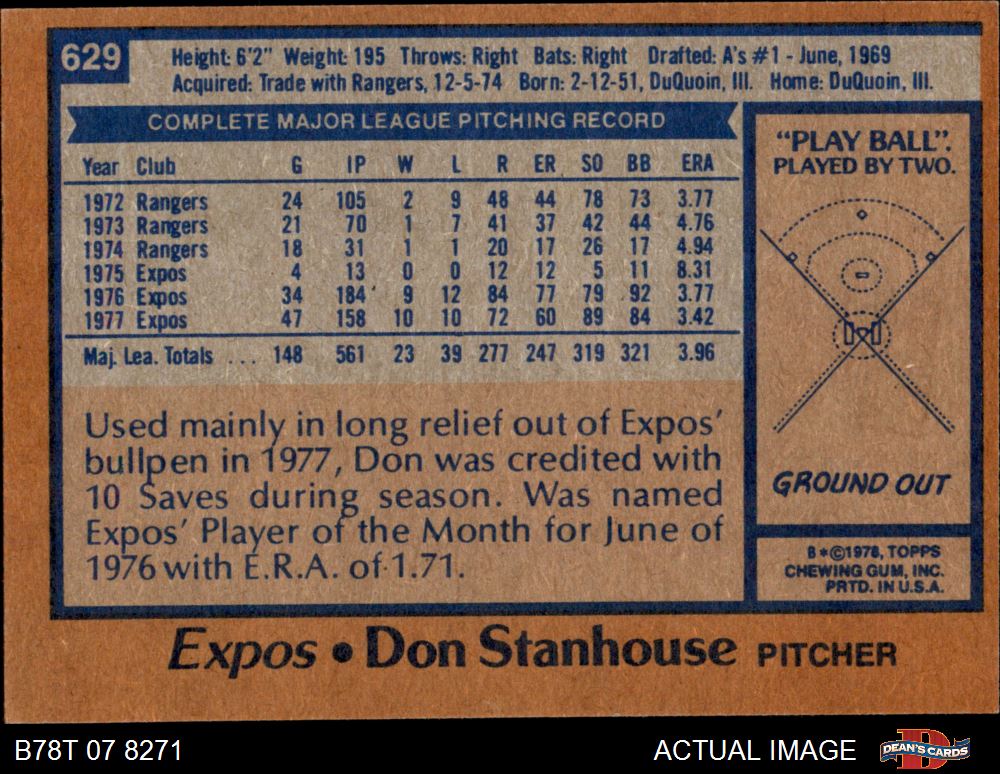 629
Height: 6'2" Weight: 195 Throws: Right Bats: Right Drafted: A's #1 - June, 1969
Acquired: Trade with Rangers, 12-5-74 Born: 2-12-51, DuQuoin, Ill. Home: DuQuoin, Ill.
COMPLETE MAJOR LEAGUE PITCHING RECORD
Year Club G IP W L R ER SO BB ERA
1972 Rangers 24 105 2 9 48 44 78 73 3.77
1973 Rangers 21 70 1 7 41 37 42 44 4.76
1974 Rangers 18 31 1 1 20 17 26 17 4.94
1975 Expos 4 13 0 0 12 12 5 11 8.31
1976 Expos 34 184 9 12 84 77 79 92 3.77
1977 Expos 47 158 10 10 72 60 89 84 3.42
Maj. Lea. Totals ... 148 561 23 39 277 247 319 321 3.96
Used mainly in long relief out of Expos'
bullpen in 1977, Don was credited with
10 Saves during season. Was named
Expos' Player of the Month for June of
1976 with E.R.A. of 1.71.
"PLAY BALL".
PLAYED BY TWO.
GROUND OUT
B*©1978, TOPPS
CHEWING GUM, INC.
PRTD. IN U.S.A.
Expos • Don Stanhouse PITCHER
B78T 07 8271
ACTUAL IMAGE
DEAN'S CARDS